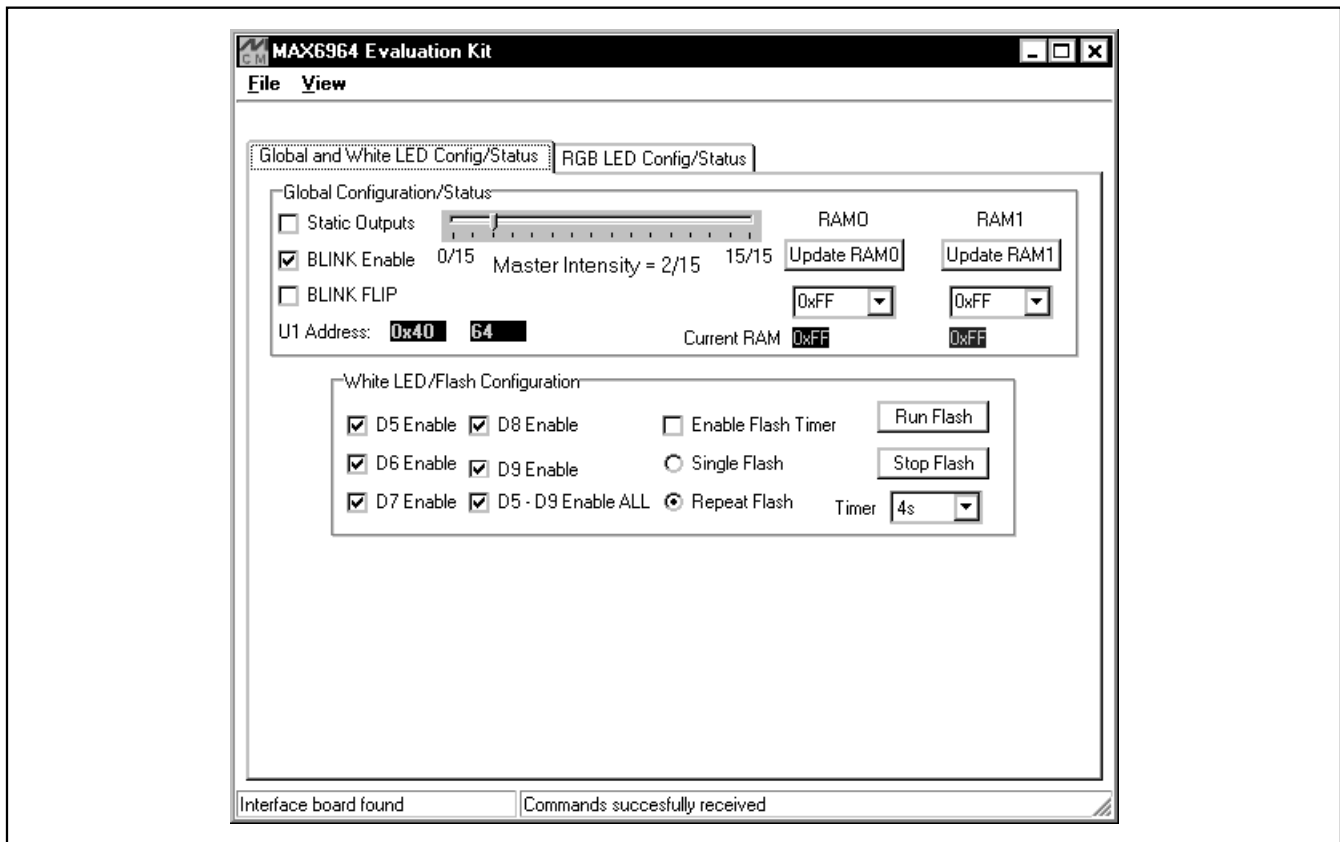 C M
MAX6964 Evaluation Kit
File View
Global and White LED Config/Status
RGB LED Config/Status
Global Configuration/Status
Static Outputs
BLINK Enable
BLINK FLIP
0/15
Master Intensity = 2/15
15/15
RAM0
RAM1
Update RAM0
Update RAM1
0xFF
0xFF
U1 Address: 0x40 64
Current RAM 0xFF 0xFF
White LED/Flash Configuration
D5 Enable
D8 Enable
Enable Flash Timer
Run Flash
D6 Enable
D9 Enable
Single Flash
Stop Flash
D7 Enable
D5 - D9 Enable ALL
Repeat Flash
Timer 4s
Interface board found
Commands succesfully received